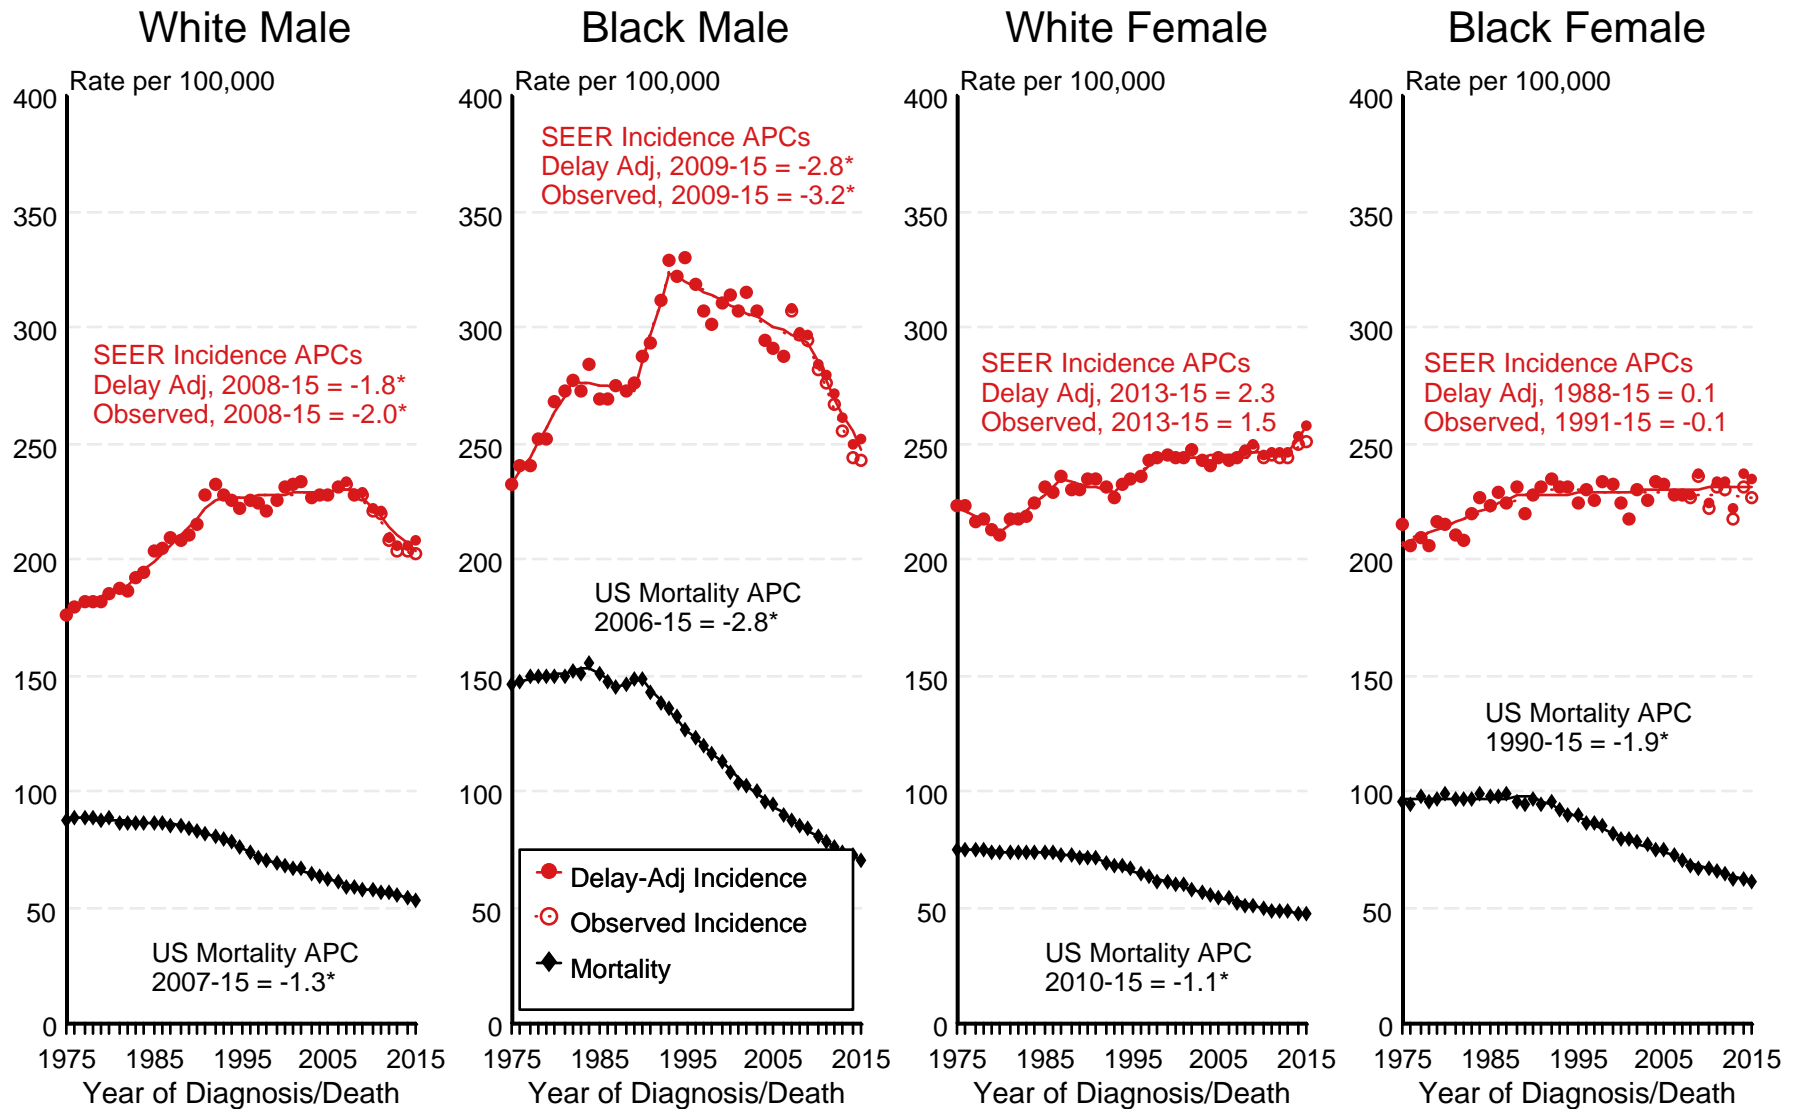 White Male
Rate per 100,000
400
350
300
250
200
150
100
50
0
SEER Incidence APCs
Delay Adj, 2008-15 = -1.8*
Observed, 2008-15 = -2.0*
US Mortality APC
2007-15 = -1.3*
1975 1985 1995 2005 2015
Year of Diagnosis/Death
Black Male
Rate per 100,000
400
350
300
250
200
150
100
50
0
SEER Incidence APCs
Delay Adj, 2009-15 = -2.8*
Observed, 2009-15 = -3.2*
US Mortality APC
2006-15 = -2.8*
Delay-Adj Incidence
Observed Incidence
Mortality
1975 1985 1995 2005 2015
Year of Diagnosis/Death
White Female
Rate per 100,000
400
350
300
250
200
150
100
50
0
SEER Incidence APCs
Delay Adj, 2013-15 = 2.3
Observed, 2013-15 = 1.5
US Mortality APC
2010-15 = -1.1*
1975 1985 1995 2005 2015
Year of Diagnosis/Death
Black Female
Rate per 100,000
400
350
300
250
200
150
100
50
0
SEER Incidence APCs
Delay Adj, 1988-15 = 0.1
Observed, 1991-15 = -0.1
US Mortality APC
1990-15 = -1.9*
1975 1985 1995 2005 2015
Year of Diagnosis/Death